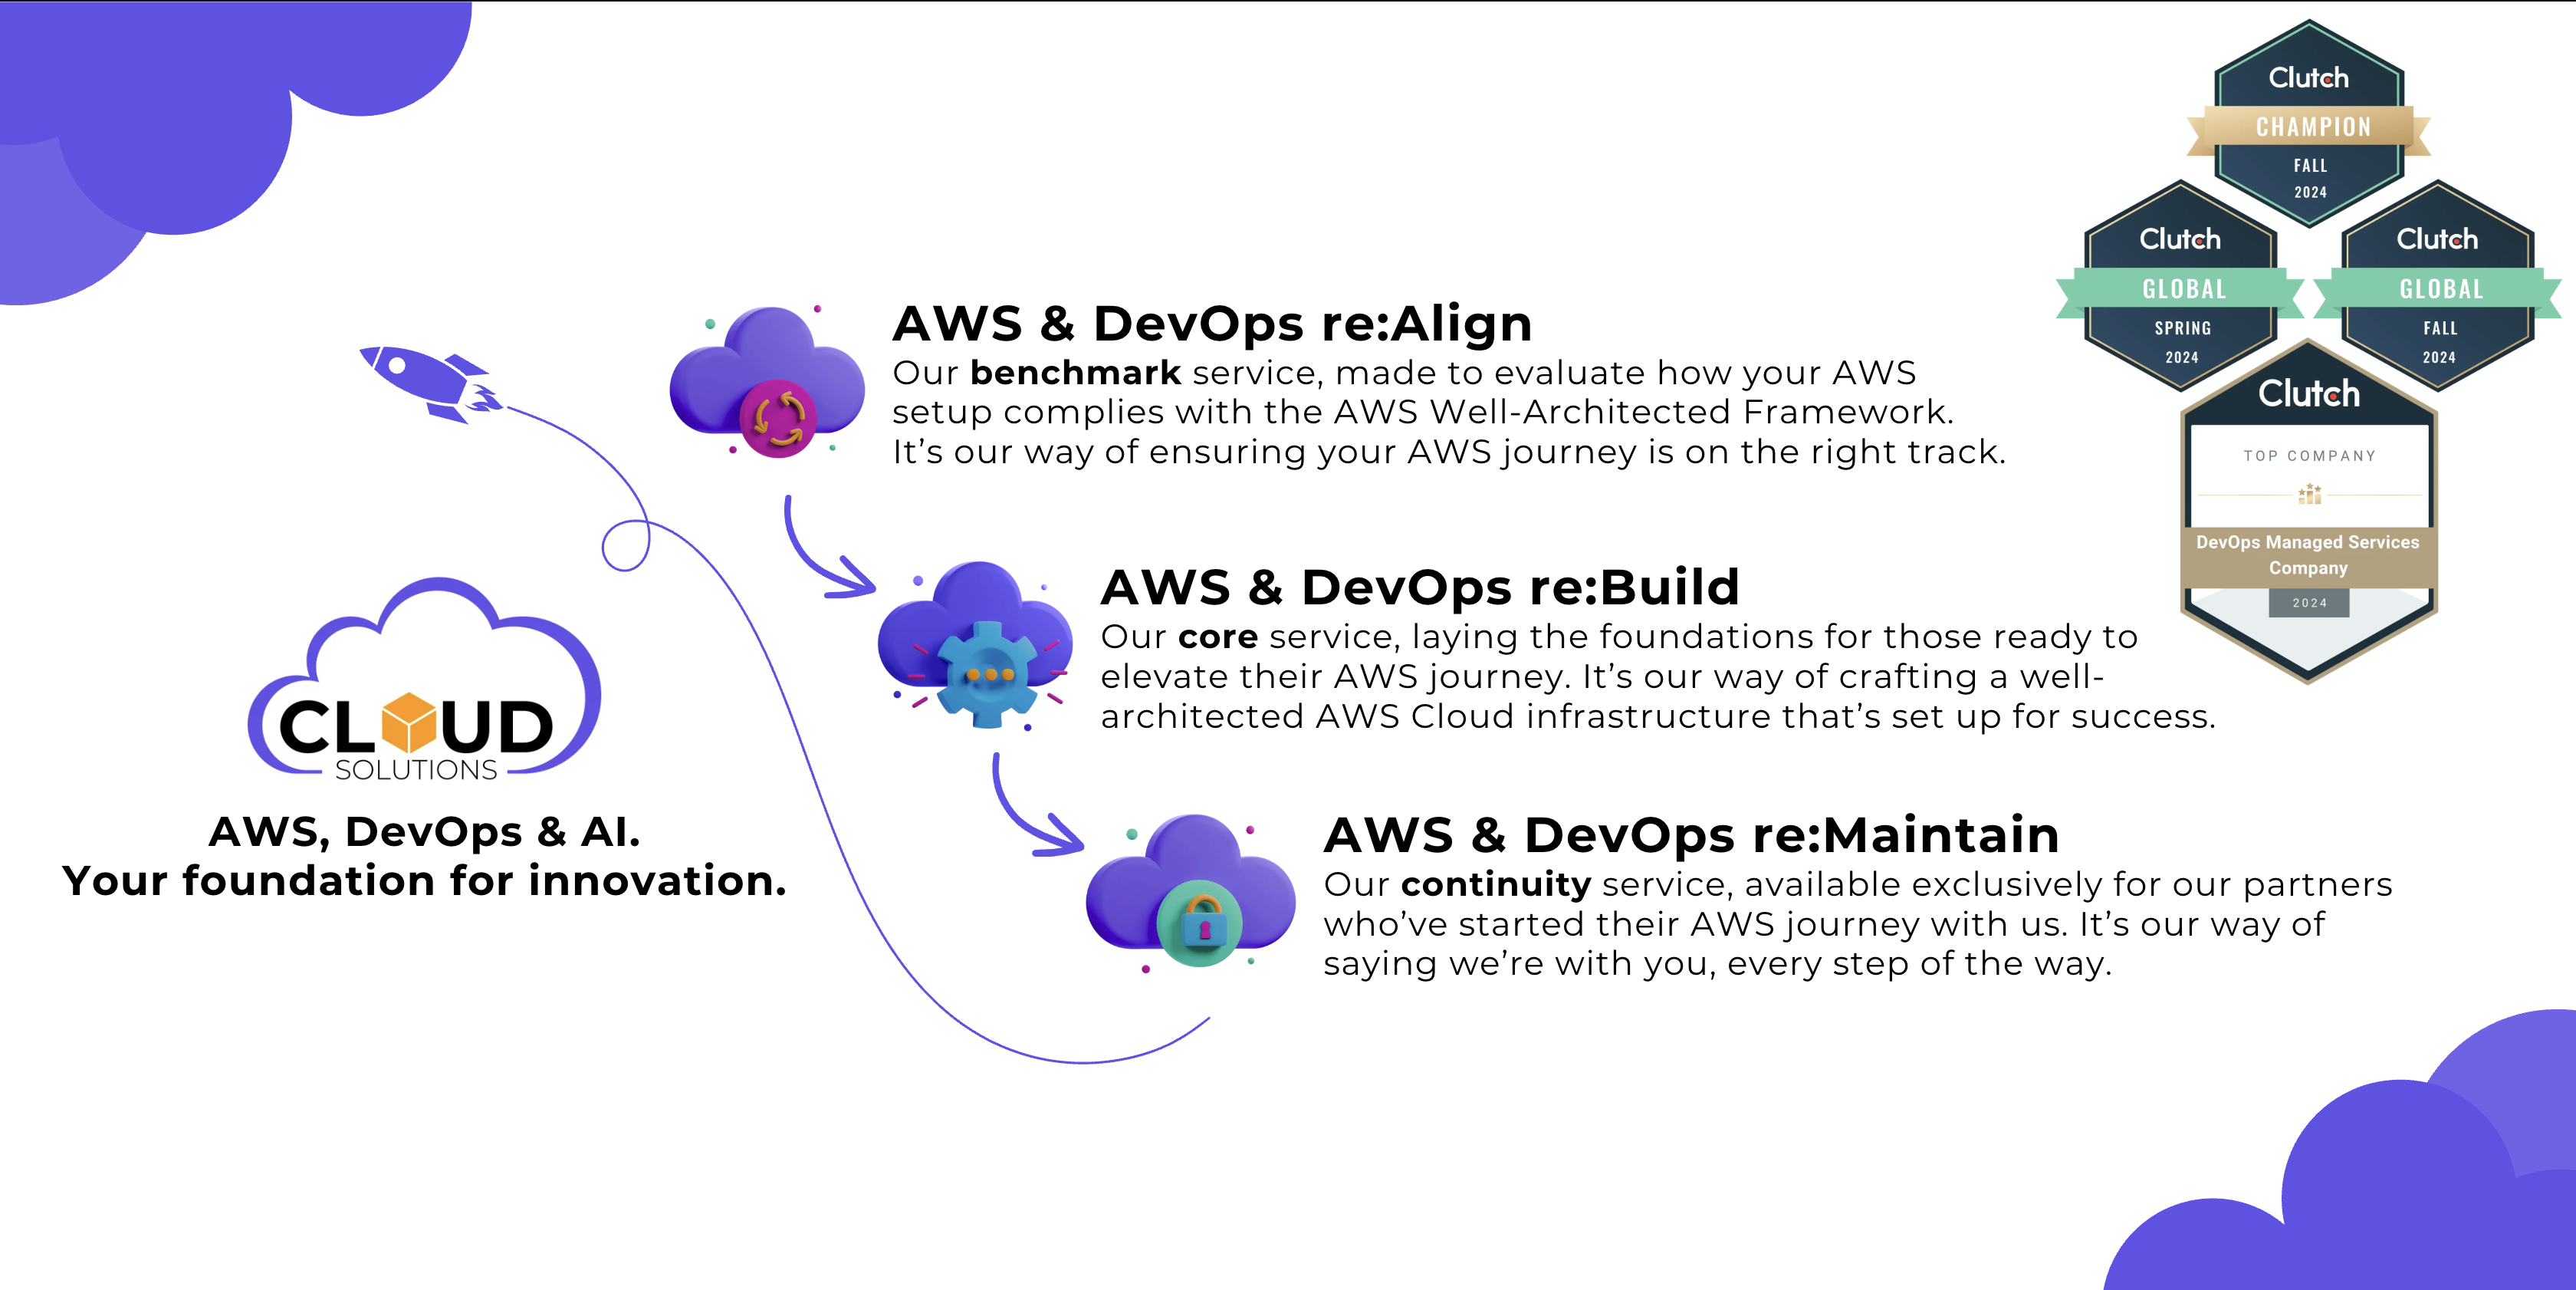 Clutch
CHAMPION
FALL
2024
Clutch
GLOBAL
SPRING
2024
Clutch
GLOBAL
FALL
2024
Clutch
TOP COMPANY
DevOps Managed Services
Company
2024
AWS & DevOps re:Align
Our benchmark service, made to evaluate how your AWS
setup complies with the AWS Well-Architected Framework.
It’s our way of ensuring your AWS journey is on the right track.
AWS & DevOps re:Build
Our core service, laying the foundations for those ready to
elevate their AWS journey. It’s our way of crafting a well-
architected AWS Cloud infrastructure that’s set up for success.
CLOUD
SOLUTIONS
AWS, DevOps & AI.
Your foundation for innovation.
AWS & DevOps re:Maintain
Our continuity service, available exclusively for our partners
who’ve started their AWS journey with us. It’s our way of
saying we’re with you, every step of the way.